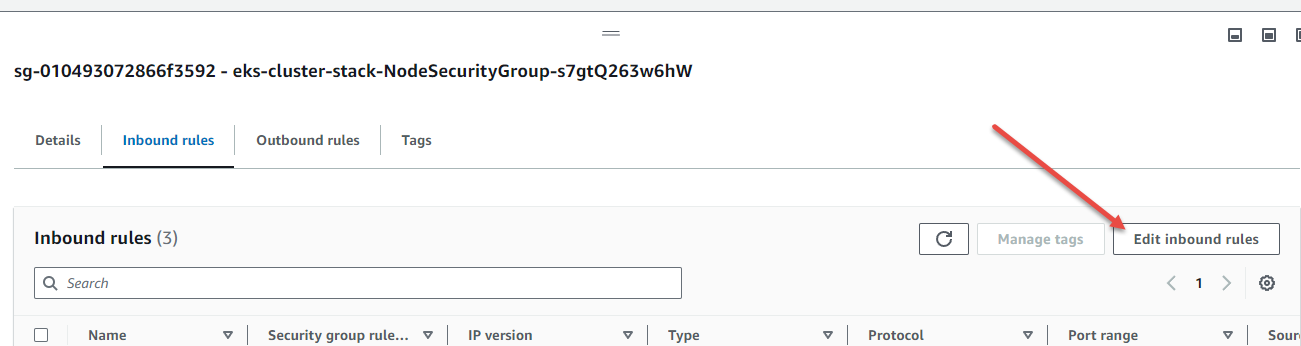 sg-010493072866f3592 - eks-cluster-stack-NodeSecurityGroup-s7gtQ263w6hW
Details Inbound rules Outbound rules Tags
Inbound rules (3) Manage tags Edit inbound rules
Search 1
Name Security group rule... IP version Type Protocol Port range Sour